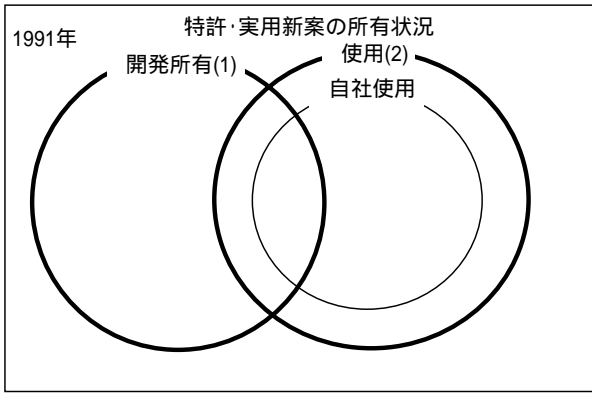 特許·実用新案の所有状況
1991年
使用(2)
開発所有(1)
自社使用